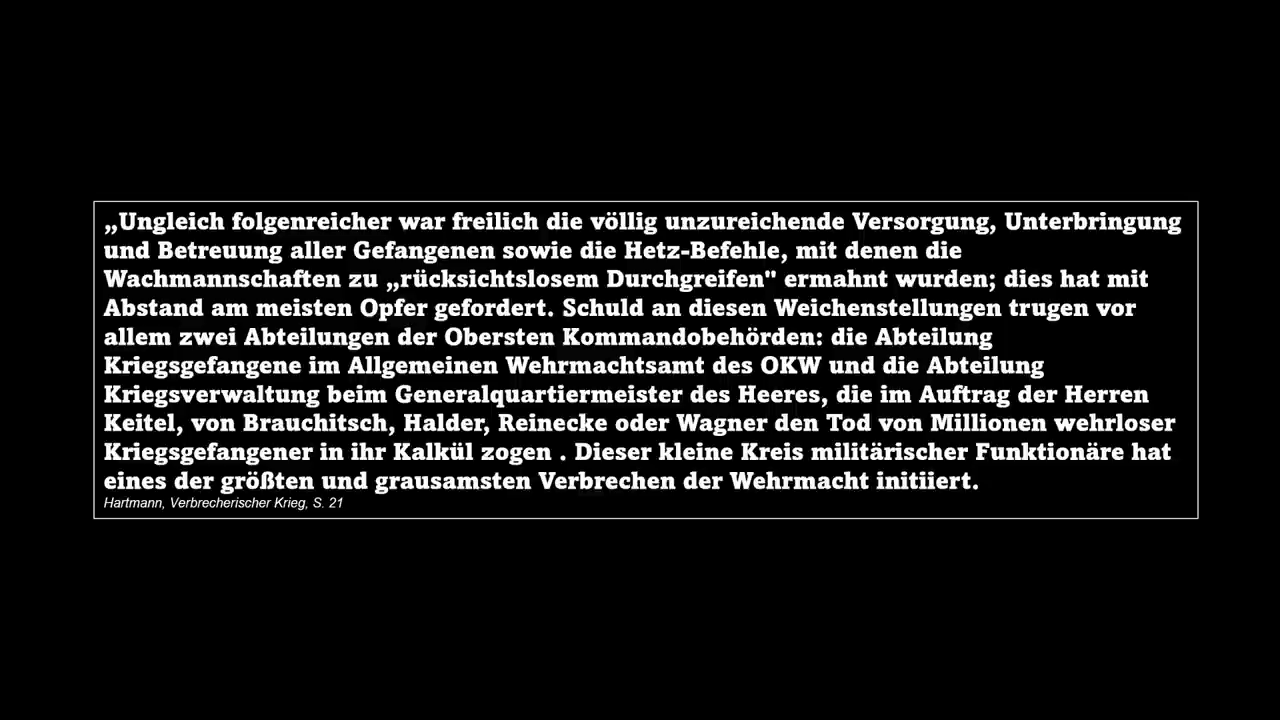 „Ungleich folgenreicher war freilich die völlig unzureichende Versorgung, Unterbringung
und Betreuung aller Gefangenen sowie die Hetz-Befehle, mit denen die
Wachmannschaften zu „rücksichtslosem Durchgreifen" ermahnt wurden; dies hat mit
Abstand am meisten Opfer gefordert. Schuld an diesen Weichenstellungen trugen vor
allem zwei Abteilungen der Obersten Kommandobehörden: die Abteilung
Kriegsgefangene im Allgemeinen Wehrmachtsamt des OKW und die Abteilung
Kriegsverwaltung beim Generalquartiermeister des Heeres, die im Auftrag der Herren
Keitel, von Brauchitsch, Halder, Reinecke oder Wagner den Tod von Millionen wehrloser
Kriegsgefangener in ihr Kalkül zogen . Dieser kleine Kreis militärischer Funktionäre hat
eines der größten und grausamsten Verbrechen der Wehrmacht initiiert.
Hartmann, Verbrecherischer Krieg, S. 21